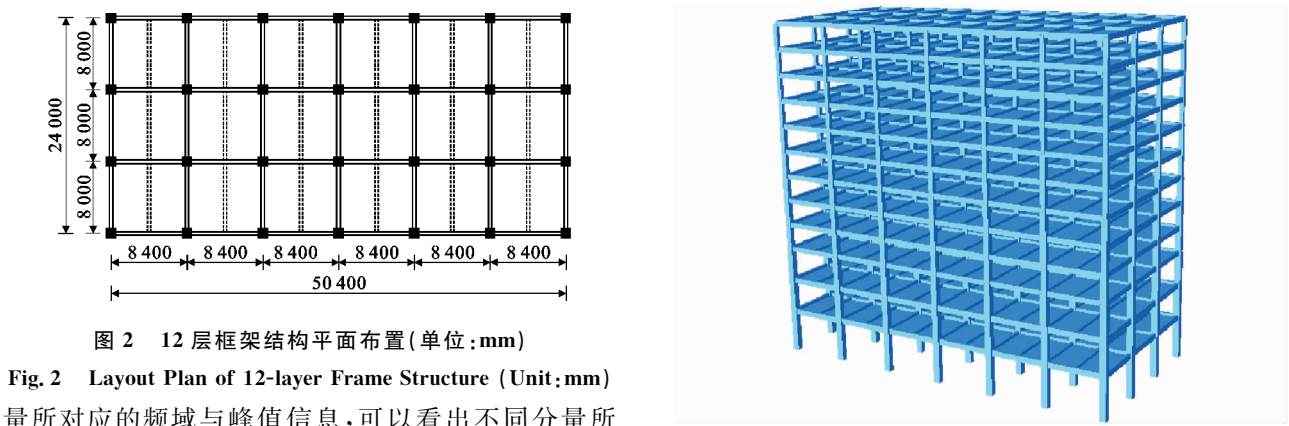 24 000
8 000
8 000
8 000
8 400 8 400 8 400 8 400 8 400 8 400
50 400
图 2 12 层框架结构平面布置(单位:mm)
Fig. 2 Layout Plan of 12-layer Frame Structure (Unit:mm)
量所对应的频域与峰值信息,可以看出不同分量所